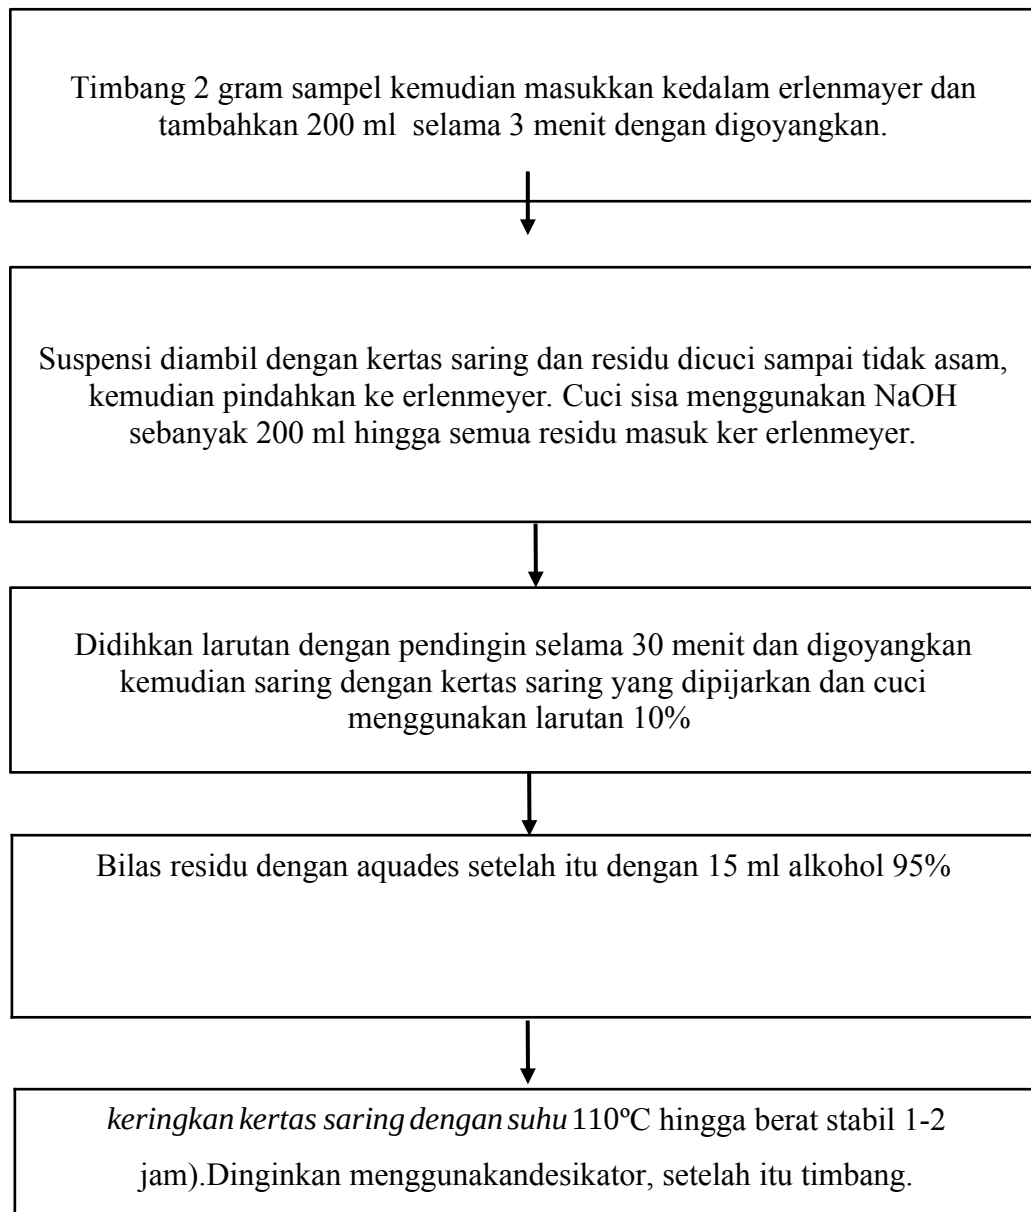 Timbang 2 gram sampel kemudian masukkan kedalam erlenmayer dan
tambahkan 200 ml  selama 3 menit dengan digoyangkan.
Suspensi diambil dengan kertas saring dan residu dicuci sampai tidak asam,
kemudian pindahkan ke erlenmeyer. Cuci sisa menggunakan NaOH
sebanyak 200 ml hingga semua residu masuk ker erlenmeyer.
Didihkan larutan dengan pendingin selama 30 menit dan digoyangkan
kemudian saring dengan kertas saring yang dipijarkan dan cuci
menggunakan larutan 10%
Bilas residu dengan aquades setelah itu dengan 15 ml alkohol 95%
keringkan kertas saring dengan suhu 110ºC hingga berat stabil 1-2
jam).Dinginkan menggunakandesikator, setelah itu timbang.